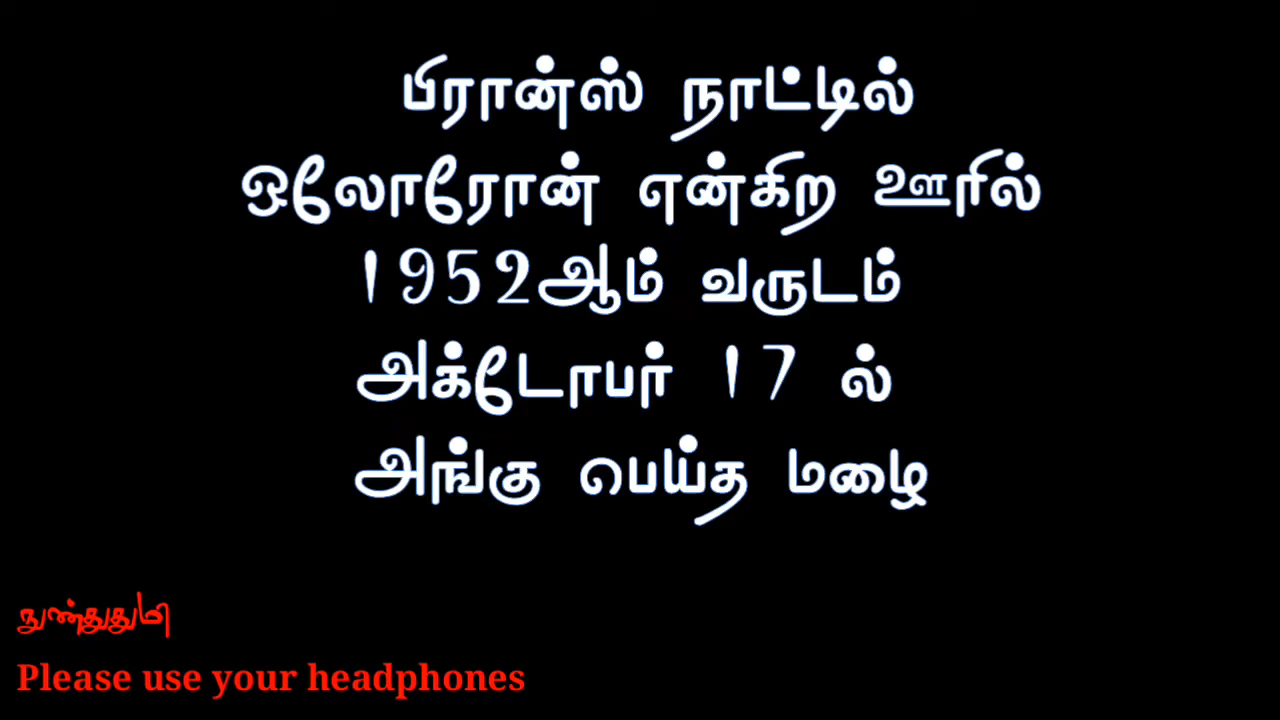 பிரான்ஸ் நாட்டில்
ஒலோரோன் என்கிற ஊரில்
1952ஆம் வருடம்
அக்டோபர் 17 ல்
அங்கு பெய்த மழை
நுண்துதுமி
Please use your headphones